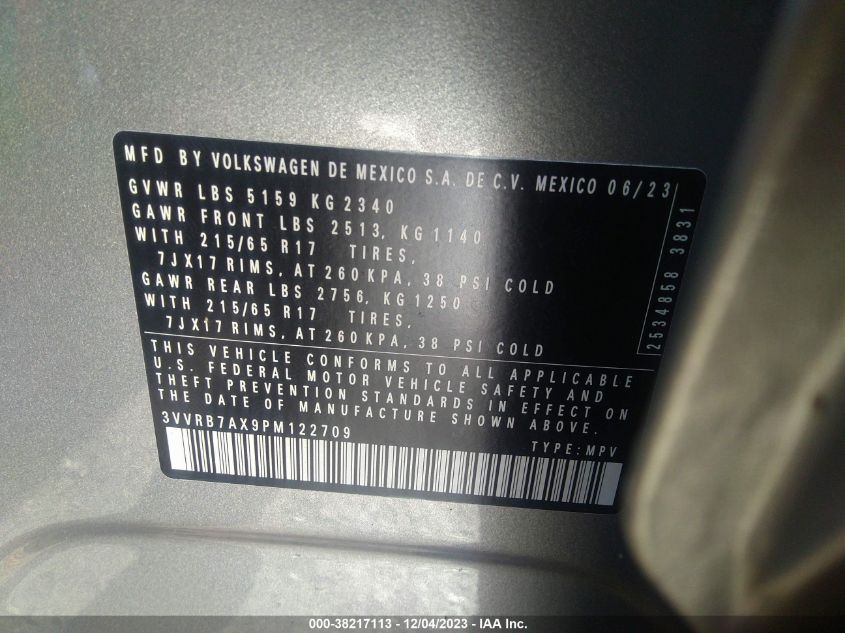 MFD BY VOLKSWAGEN DE MEXICO S.A. DE C.V. MEXICO 06/23
GVWR LBS 5159 KG 2340
GAWR FRONT LBS 2513, KG 1140
WITH 215/65 R17 TIRES,
7JX17 RIMS, AT 260 KPA, 38 PSI COLD
GAWR REAR LBS 2756, KG 1250
WITH 215/65 R17 TIRES,
7JX17 RIMS, AT 260 KPA, 38 PSI COLD
2534858 3831
THIS VEHICLE CONFORMS TO ALL APPLICABLE
U.S. FEDERAL MOTOR VEHICLE SAFETY AND
THEFT PREVENTION STANDARDS IN EFFECT ON
THE DATE OF MANUFACTURE SHOWN ABOVE.
3VVRB7AX9PM122709
TYPE: MPV
000-38217113 - 12/04/2023 - IAA Inc.